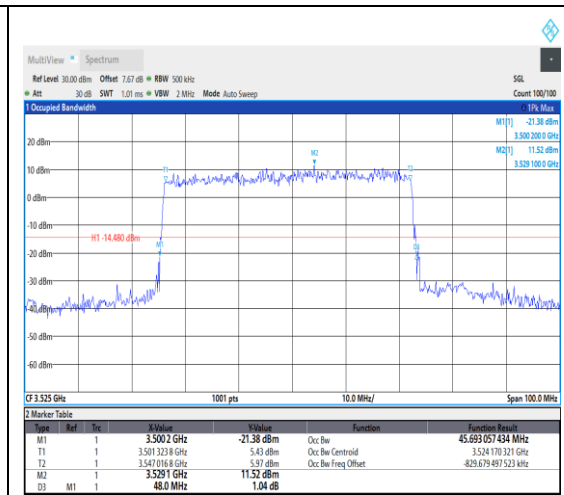 MultiView Spectrum
Ref Level 30.00 dBm Offset 7.67 dB RBW 500 kHz SGL
Att 30 dB SWT 1.01 ms VBW 2 MHz Mode Auto Sweep Count 100/100
1 Occupied Bandwidth 1Pk Max
M1[1] -21.38 dBm
3.500 200 0 GHz
M2[1] 11.52 dBm
3.529 100 0 GHz
20 dBm
M2
T1
T2
10 dBm
0 dBm
-10 dBm
H1 -14.480 dBm
M1
D3
-20 dBm
-30 dBm
-40 dBm
-50 dBm
-60 dBm
CF 3.525 GHz 1001 pts 10.0 MHz/ Span 100.0 MHz
2 Marker Table
Type Ref Trc X-Value Y-Value Function Function Result
M1 1 3.500 2 GHz -21.38 dBm Occ Bw 45.693 057 434 MHz
T1 1 3.501 323 8 GHz 5.43 dBm Occ Bw Centroid 3.524 170 321 GHz
T2 1 3.547 016 8 GHz 5.97 dBm Occ Bw Freq Offset -829.679 497 523 kHz
M2 1 3.529 1 GHz 11.52 dBm
D3 M1 1 48.0 MHz 1.04 dB